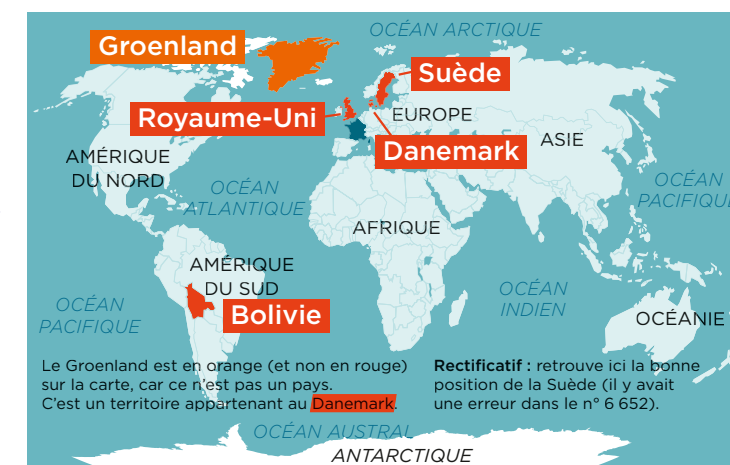 OCÉAN ARCTIQUE
Groenland
Suède
Royaume-Uni
EUROPE
Danemark
ASIE
AMÉRIQUE
DU NORD
OCÉAN
ATLANTIQUE
OCÉAN
PACIFIQUE
AFRIQUE
AMÉRIQUE
DU SUD
Bolivie
OCÉAN
PACIFIQUE
OCÉAN
INDIEN
OCÉANIE
Le Groenland est en orange (et non en rouge)
sur la carte, car ce n'est pas un pays.
C'est un territoire appartenant au Danemark.
Rectificatif : retrouve ici la bonne
position de la Suède (il y avait
une erreur dans le n° 6 652).
OCÉAN AUSTRAL
ANTARCTIQUE